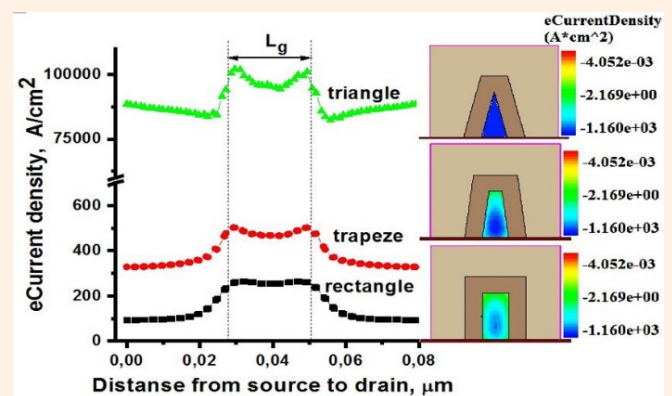 eCurrentDensity
(A*cm^2)
L_g
-4.052e-03
-2.169e+00
-1.160e+03
triangle
-4.052e-03
-2.169e+00
-1.160e+03
trapeze
-4.052e-03
-2.169e+00
-1.160e+03
rectangle
eCurrent density, A/cm2
100000
75000
600
400
200
0
0,00 0,02 0,04 0,06 0,08
Distanse from source to drain, μm